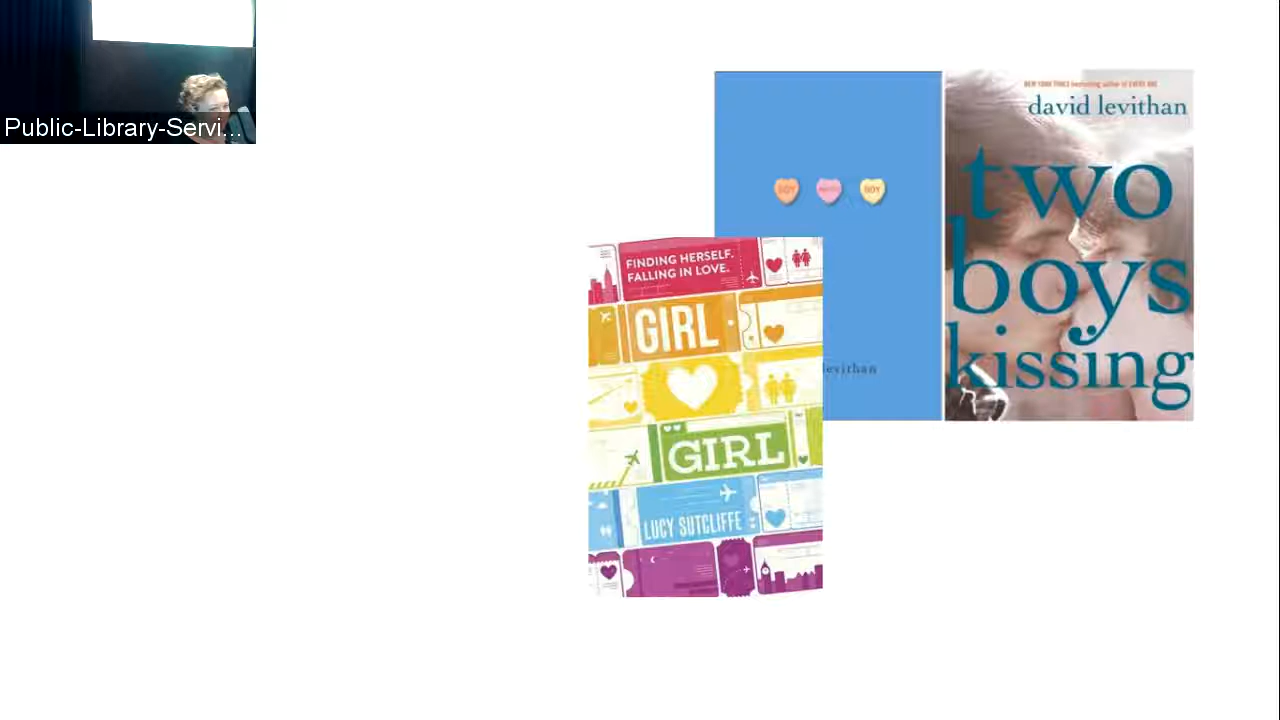 Public-Library-Servi...
NEW YORK TIMES bestselling author of EVERY DAY
david levithan
two
boys
kissing
BOY
MEETS
BOY
levithan
FINDING HERSELF.
FALLING IN LOVE.
GIRL
GIRL
LUCY SUTCLIFFE